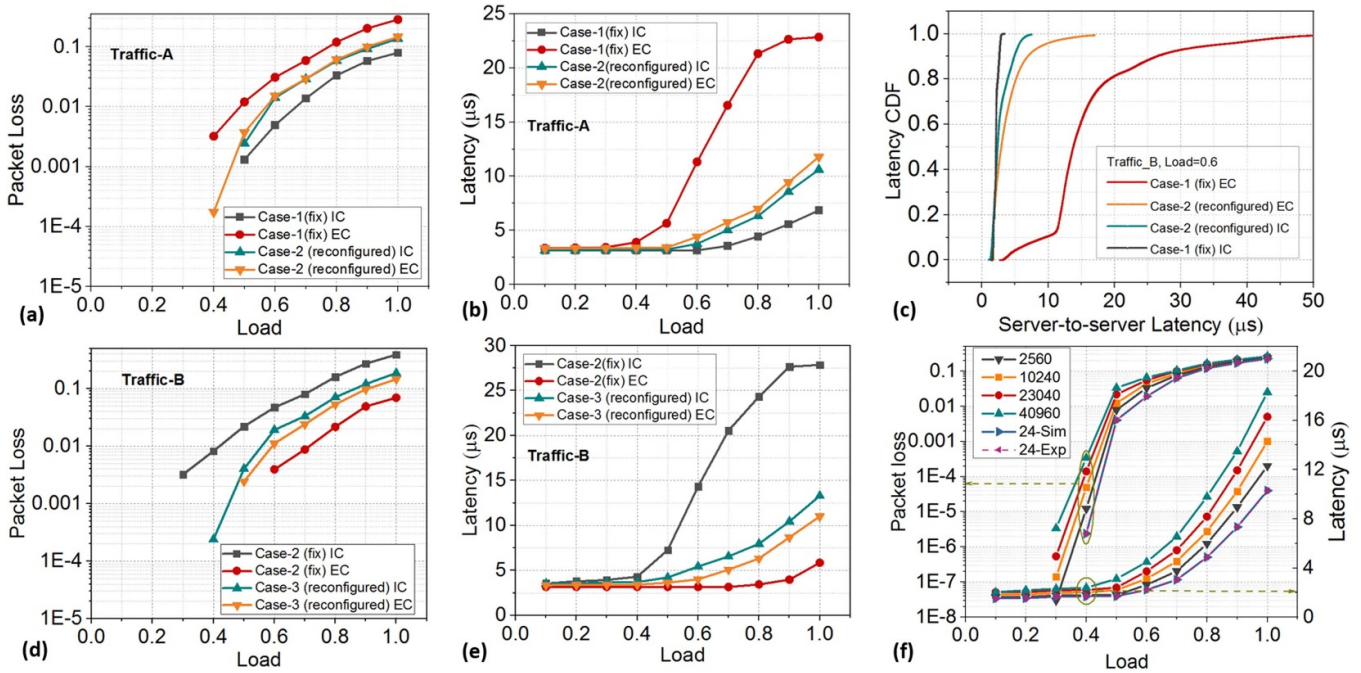 0.1
0.01
0.001
1E-4
1E-5
Packet Loss
Traffic-A
Case-1(fix) IC
Case-1(fix) EC
Case-2 (reconfigured) IC
Case-2 (reconfigured) EC
0.0 0.2 0.4 0.6 0.8 1.0
Load
(a)
25
20
15
10
5
0
Latency (μs)
Case-1(fix) IC
Case-1(fix) EC
Case-2(reconfigured) IC
Case-2(reconfigured) EC
Traffic-A
0.0 0.2 0.4 0.6 0.8 1.0
Load
(b)
1.0
0.8
0.6
0.4
0.2
0.0
Latency CDF
Traffic_B, Load=0.6
Case-1 (fix) EC
Case-2 (reconfigured) EC
Case-2 (reconfigured) IC
Case-1 (fix) IC
0 10 20 30 40 50
Server-to-server Latency (μs)
(c)
0.1
0.01
0.001
1E-4
1E-5
Packet Loss
Traffic-B
Case-2 (fix) IC
Case-2 (fix) EC
Case-3 (reconfigured) IC
Case-3 (reconfigured) EC
0.0 0.2 0.4 0.6 0.8 1.0
Load
(d)
30
25
20
15
10
5
0
Latency (μs)
Case-2(fix) IC
Case-2(fix) EC
Case-3 (reconfigured) IC
Case-3 (reconfigured) EC
Traffic-B
0.0 0.2 0.4 0.6 0.8 1.0
Load
(e)
0.1
0.01
0.001
1E-4
1E-5
1E-6
1E-7
1E-8
Packet loss
2560
10240
23040
40960
24-Sim
24-Exp
20
16
12
8
4
0
Latency (μs)
0.0 0.2 0.4 0.6 0.8 1.0
Load
(f)